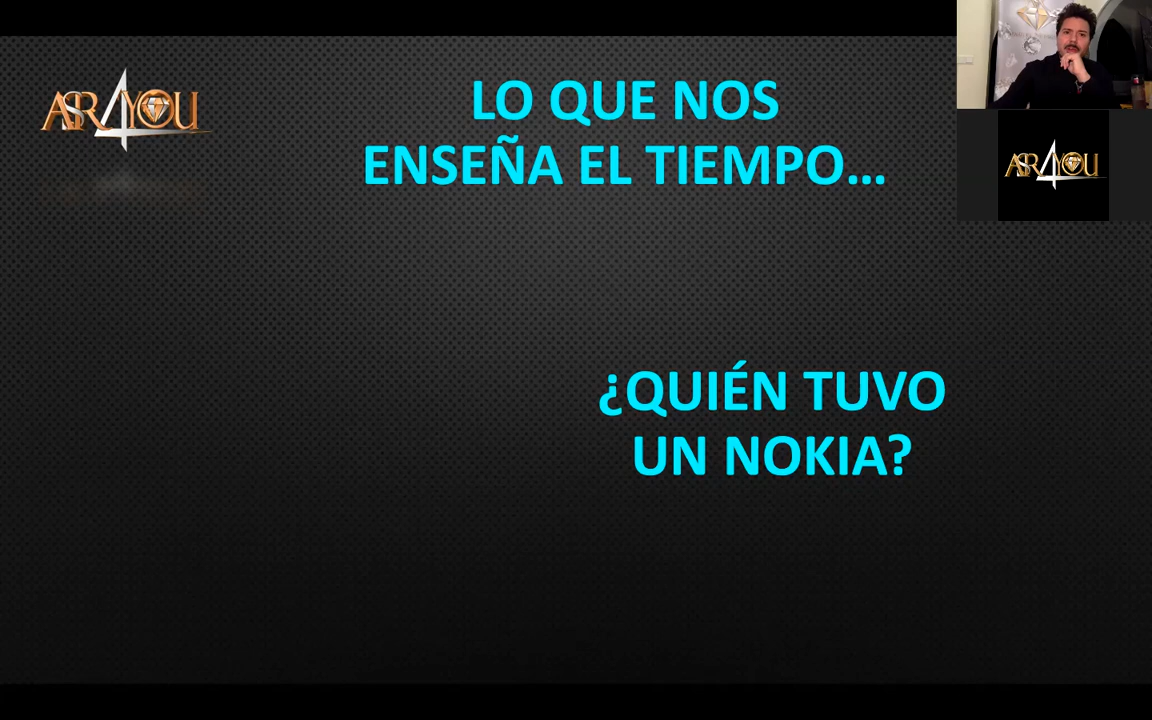 ASR4YOU
LO QUE NOS
ENSEÑA EL TIEMPO...
ASR4YOU
¿QUIÉN TUVO
UN NOKIA?